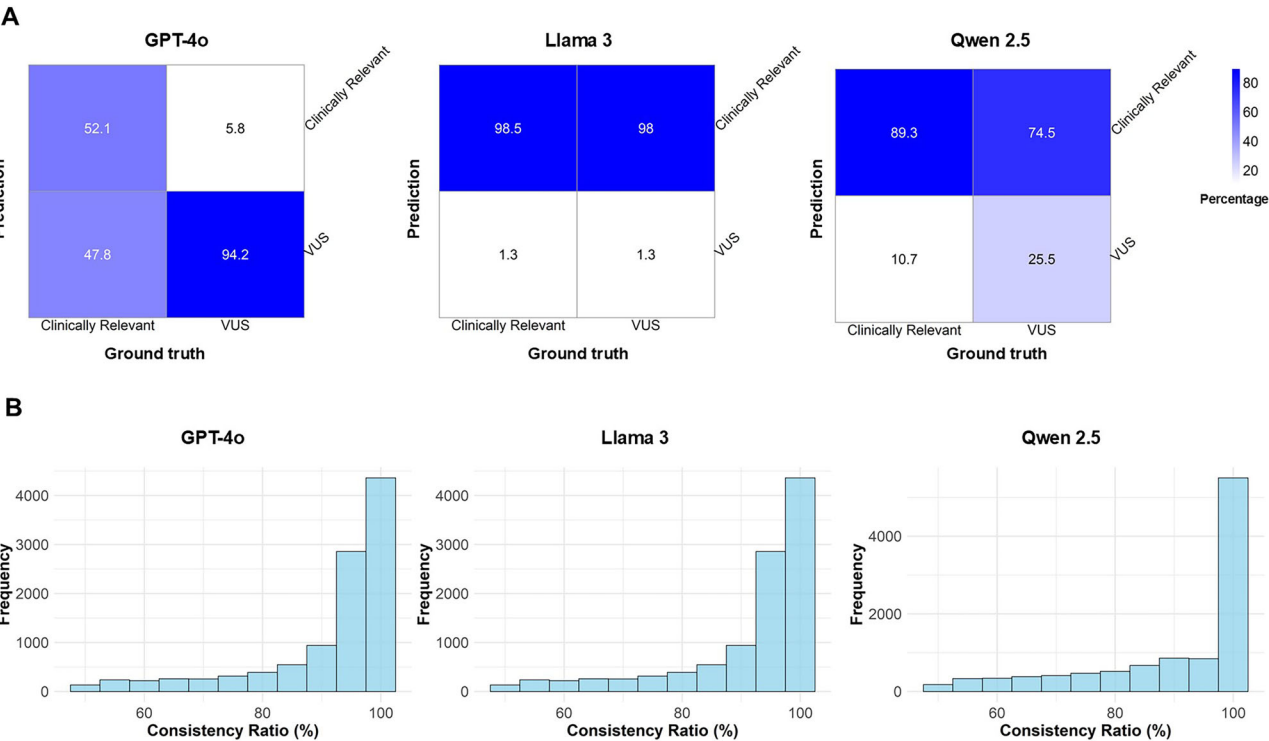 A
GPT-4o
Llama 3
Qwen 2.5
Prediction
52.1
5.8
47.8
94.2
Clinically Relevant
VUS
Clinically Relevant
VUS
Ground truth
Prediction
98.5
98
1.3
1.3
Clinically Relevant
VUS
Clinically Relevant
VUS
Ground truth
Prediction
89.3
74.5
10.7
25.5
Clinically Relevant
VUS
Clinically Relevant
VUS
Ground truth
80
60
40
20
Percentage
B
GPT-4o
Frequency
4000
3000
2000
1000
0
60
80
100
Consistency Ratio (%)
Llama 3
Frequency
4000
3000
2000
1000
0
60
80
100
Consistency Ratio (%)
Qwen 2.5
Frequency
4000
2000
0
60
80
100
Consistency Ratio (%)